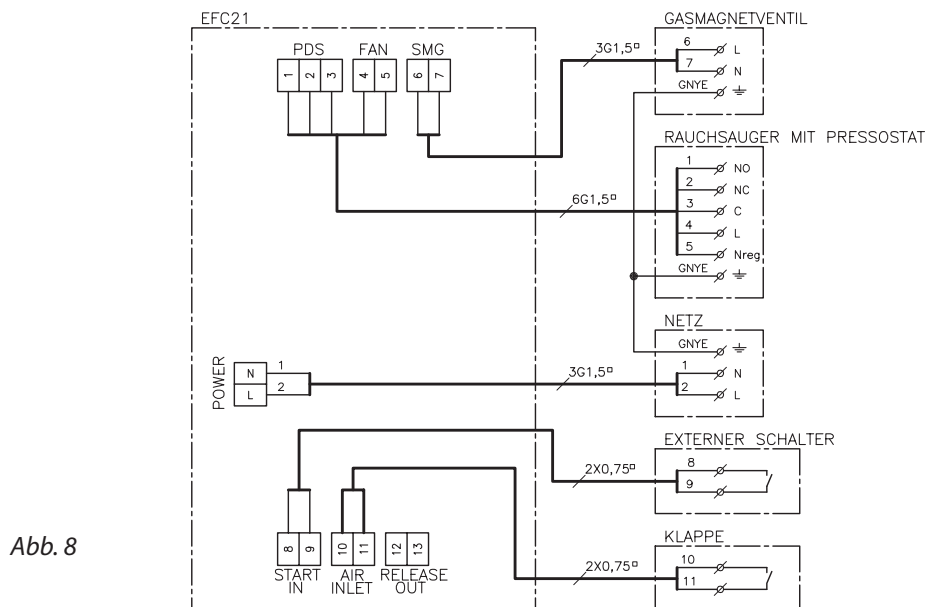 EFC21
PDS FAN SMG
1 2 3 4 5 6 7
3G1,5▫
GASMAGNETVENTIL
6 L
7 N
GNYE
RAUCHSAUGER MIT PRESSOSTAT
6G1,5▫
1 NO
2 NC
3 C
4 L
5 Nreg
GNYE
NETZ
GNYE
POWER
N 1
L 2
3G1,5▫
1 N
2 L
EXTERNER SCHALTER
2X0,75▫
8
9
Abb. 8
8 9 10 11 12 13
START IN
AIR INLET
RELEASE OUT
KLAPPE
2X0,75▫
10
11